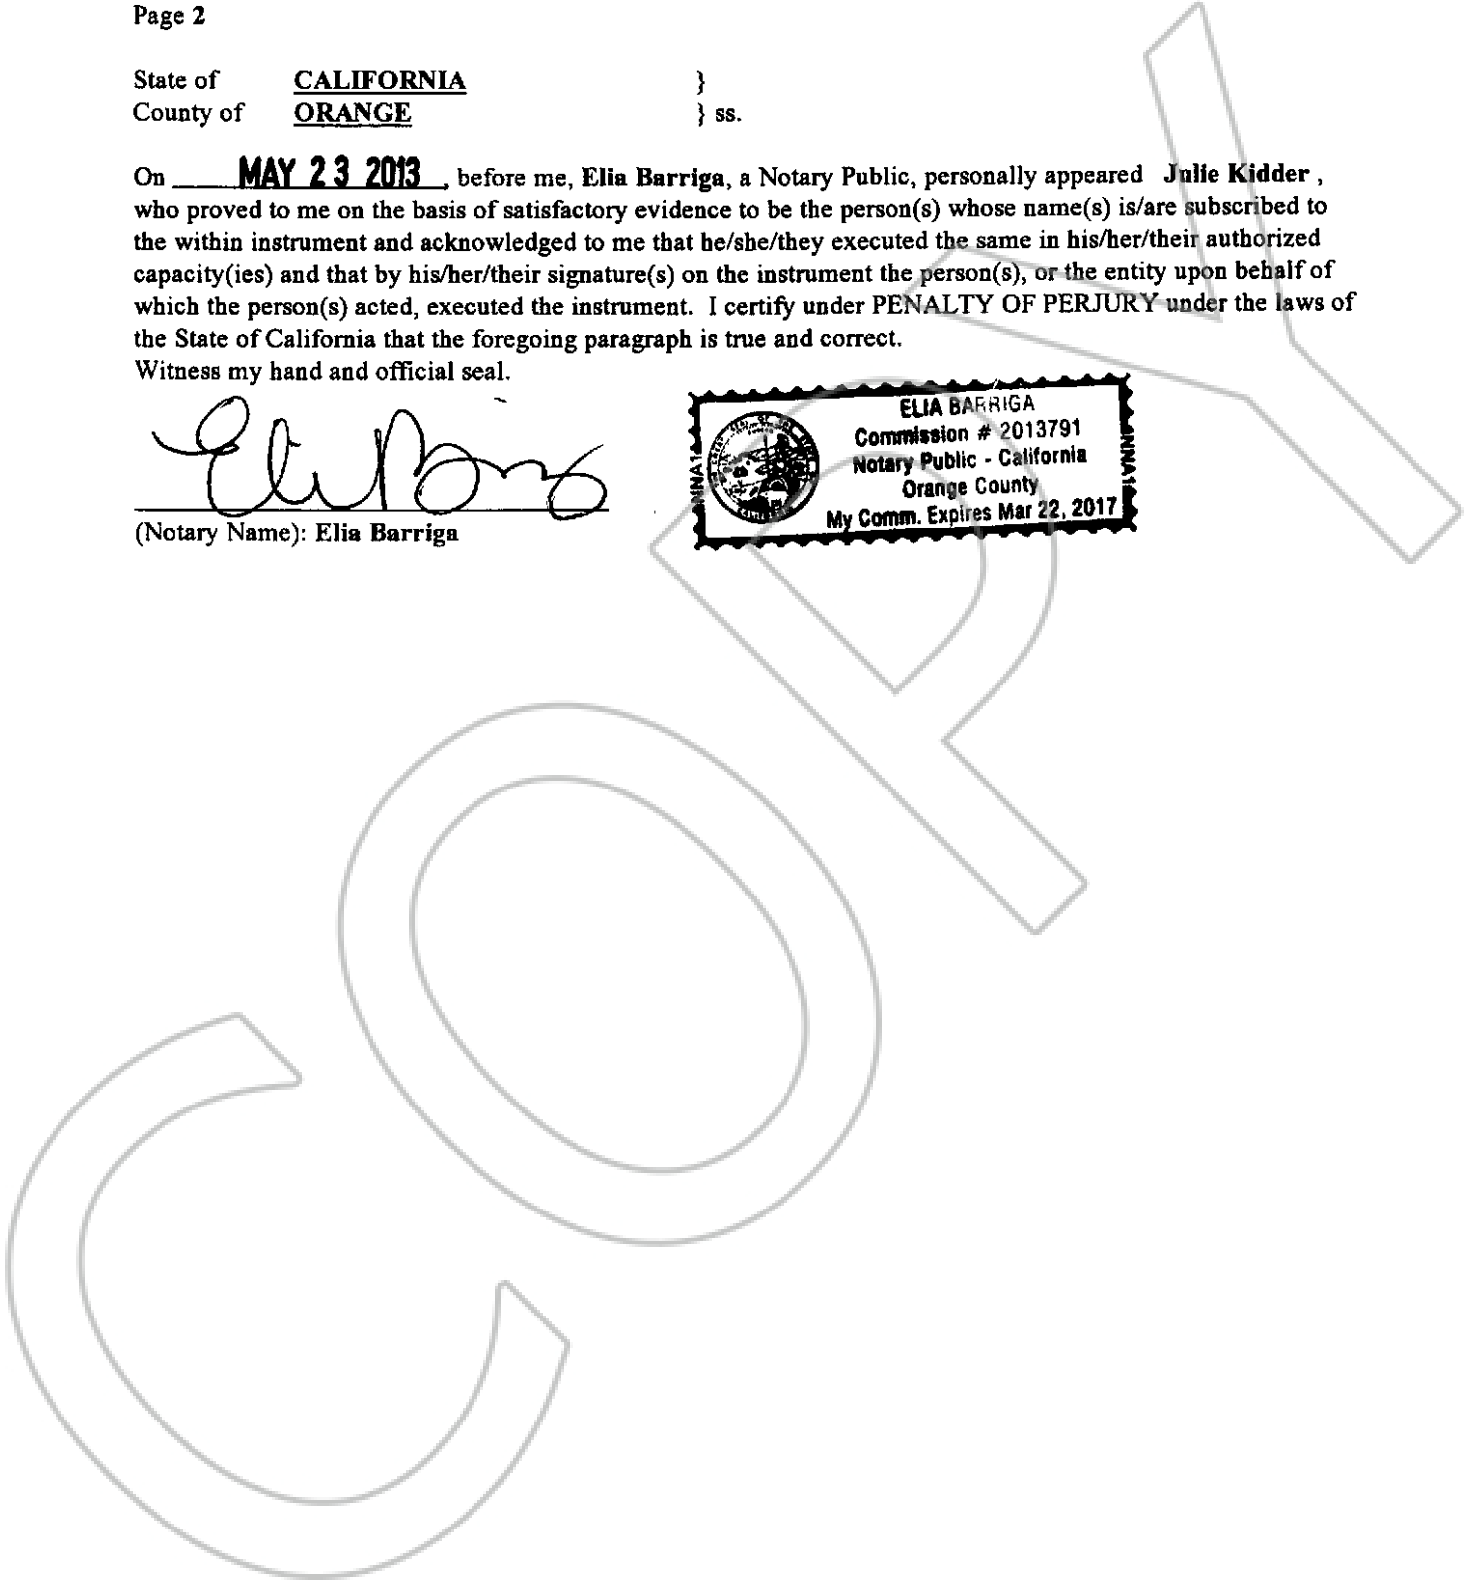 Page 2
State of CALIFORNIA }
County of ORANGE } ss.
On MAY 23 2013, before me, Elia Barriga, a Notary Public, personally appeared Julie Kidder ,
who proved to me on the basis of satisfactory evidence to be the person(s) whose name(s) is/are subscribed to
the within instrument and acknowledged to me that he/she/they executed the same in his/her/their authorized
capacity(ies) and that by his/her/their signature(s) on the instrument the person(s), or the entity upon behalf of
which the person(s) acted, executed the instrument. I certify under PENALTY OF PERJURY under the laws of
the State of California that the foregoing paragraph is true and correct.
Witness my hand and official seal.
(Notary Name): Elia Barriga
ELIA BARRIGA
Commission # 2013791
Notary Public - California
Orange County
My Comm. Expires Mar 22, 2017
COPY